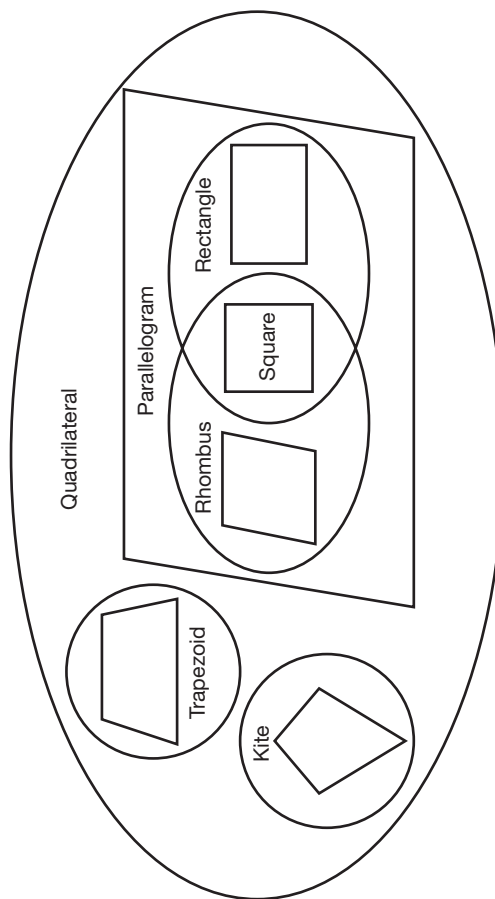 Quadrilateral
Parallelogram
Rhombus
Rectangle
Square
Trapezoid
Kite